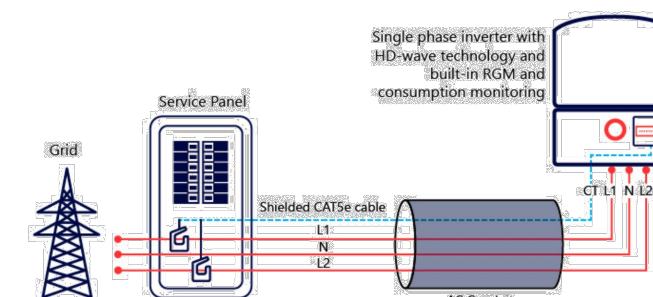 Single phase inverter with
HD-wave technology and
built-in RGM and
consumption monitoring
Service Panel
Grid
CT L1 N L2
Shielded CAT5e cable
L1
N
L2